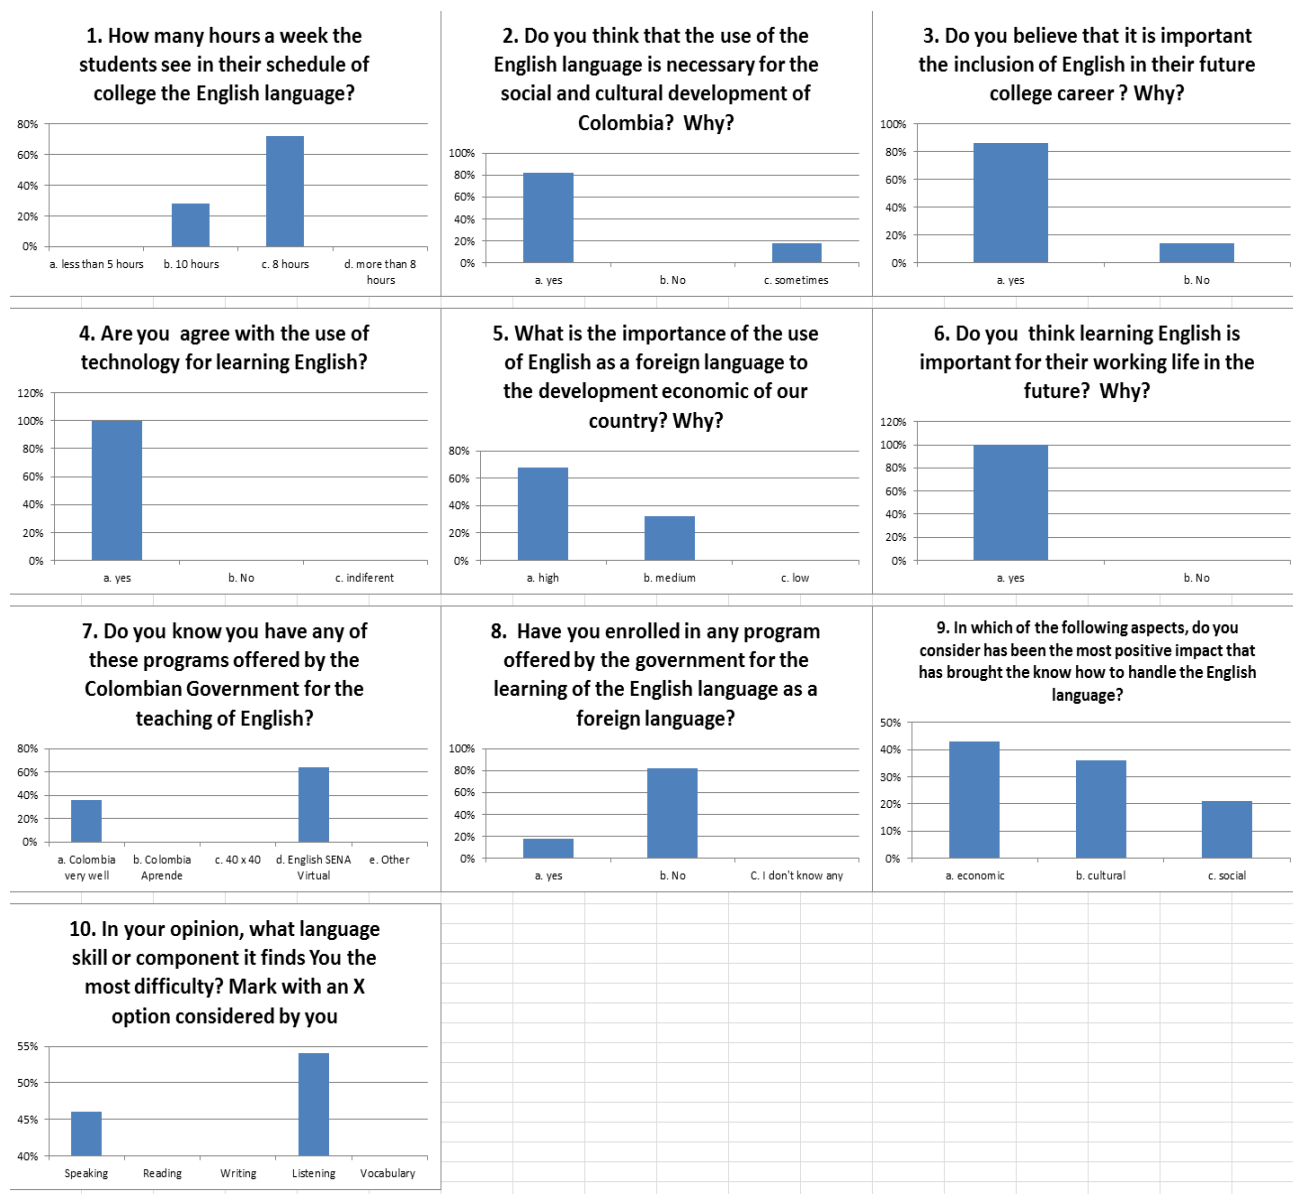 1. How many hours a week the
students see in their schedule of
college the English language?
80%
60%
40%
20%
0%
a. less than 5 hours
b. 10 hours
c. 8 hours
d. more than 8
hours
2. Do you think that the use of the
English language is necessary for the
social and cultural development of
Colombia?  Why?
100%
80%
60%
40%
20%
0%
a. yes
b. No
c. sometimes
3. Do you believe that it is important
the inclusion of English in their future
college career ? Why?
100%
80%
60%
40%
20%
0%
a. yes
b. No
4. Are you  agree with the use of
technology for learning English?
120%
100%
80%
60%
40%
20%
0%
a. yes
b. No
c. indiferent
5. What is the importance of the use
of English as a foreign language to
the development economic of our
country? Why?
80%
60%
40%
20%
0%
a. high
b. medium
c. low
6. Do you  think learning English is
important for their working life in the
future?  Why?
120%
100%
80%
60%
40%
20%
0%
a. yes
b. No
7. Do you know you have any of
these programs offered by the
Colombian Government for the
teaching of English?
80%
60%
40%
20%
0%
a. Colombia
very well
b. Colombia
Aprende
c. 40 x 40
d. English SENA
Virtual
e. Other
8.  Have you enrolled in any program
offered by the government for the
learning of the English language as a
foreign language?
100%
80%
60%
40%
20%
0%
a. yes
b. No
C. I don't know any
9. In which of the following aspects, do you
consider has been the most positive impact that
has brought the know how to handle the English
language?
50%
40%
30%
20%
10%
0%
a. economic
b. cultural
c. social
10. In your opinion, what language
skill or component it finds You the
most difficulty? Mark with an X
option considered by you
55%
50%
45%
40%
Speaking
Reading
Writing
Listening
Vocabulary